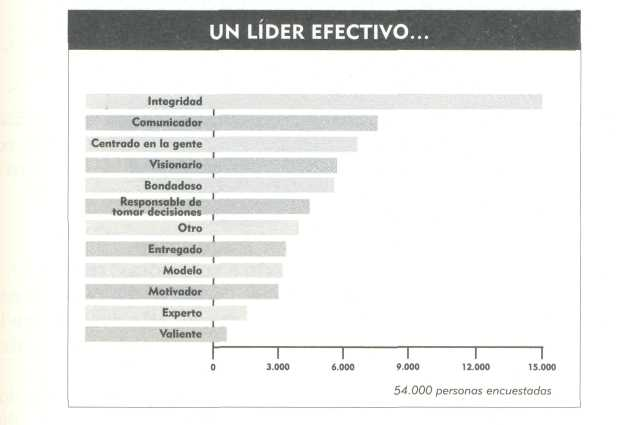 UN LÍDER EFECTIVO...
Integridad
Comunicador
Centrado en la gente
Visionario
Bondadoso
Responsable de
tomar decisiones
Otro
Entregado
Modelo
Motivador
Experto
Valiente
0 3.000 6.000 9.000 12.000 15.000
54.000 personas encuestadas